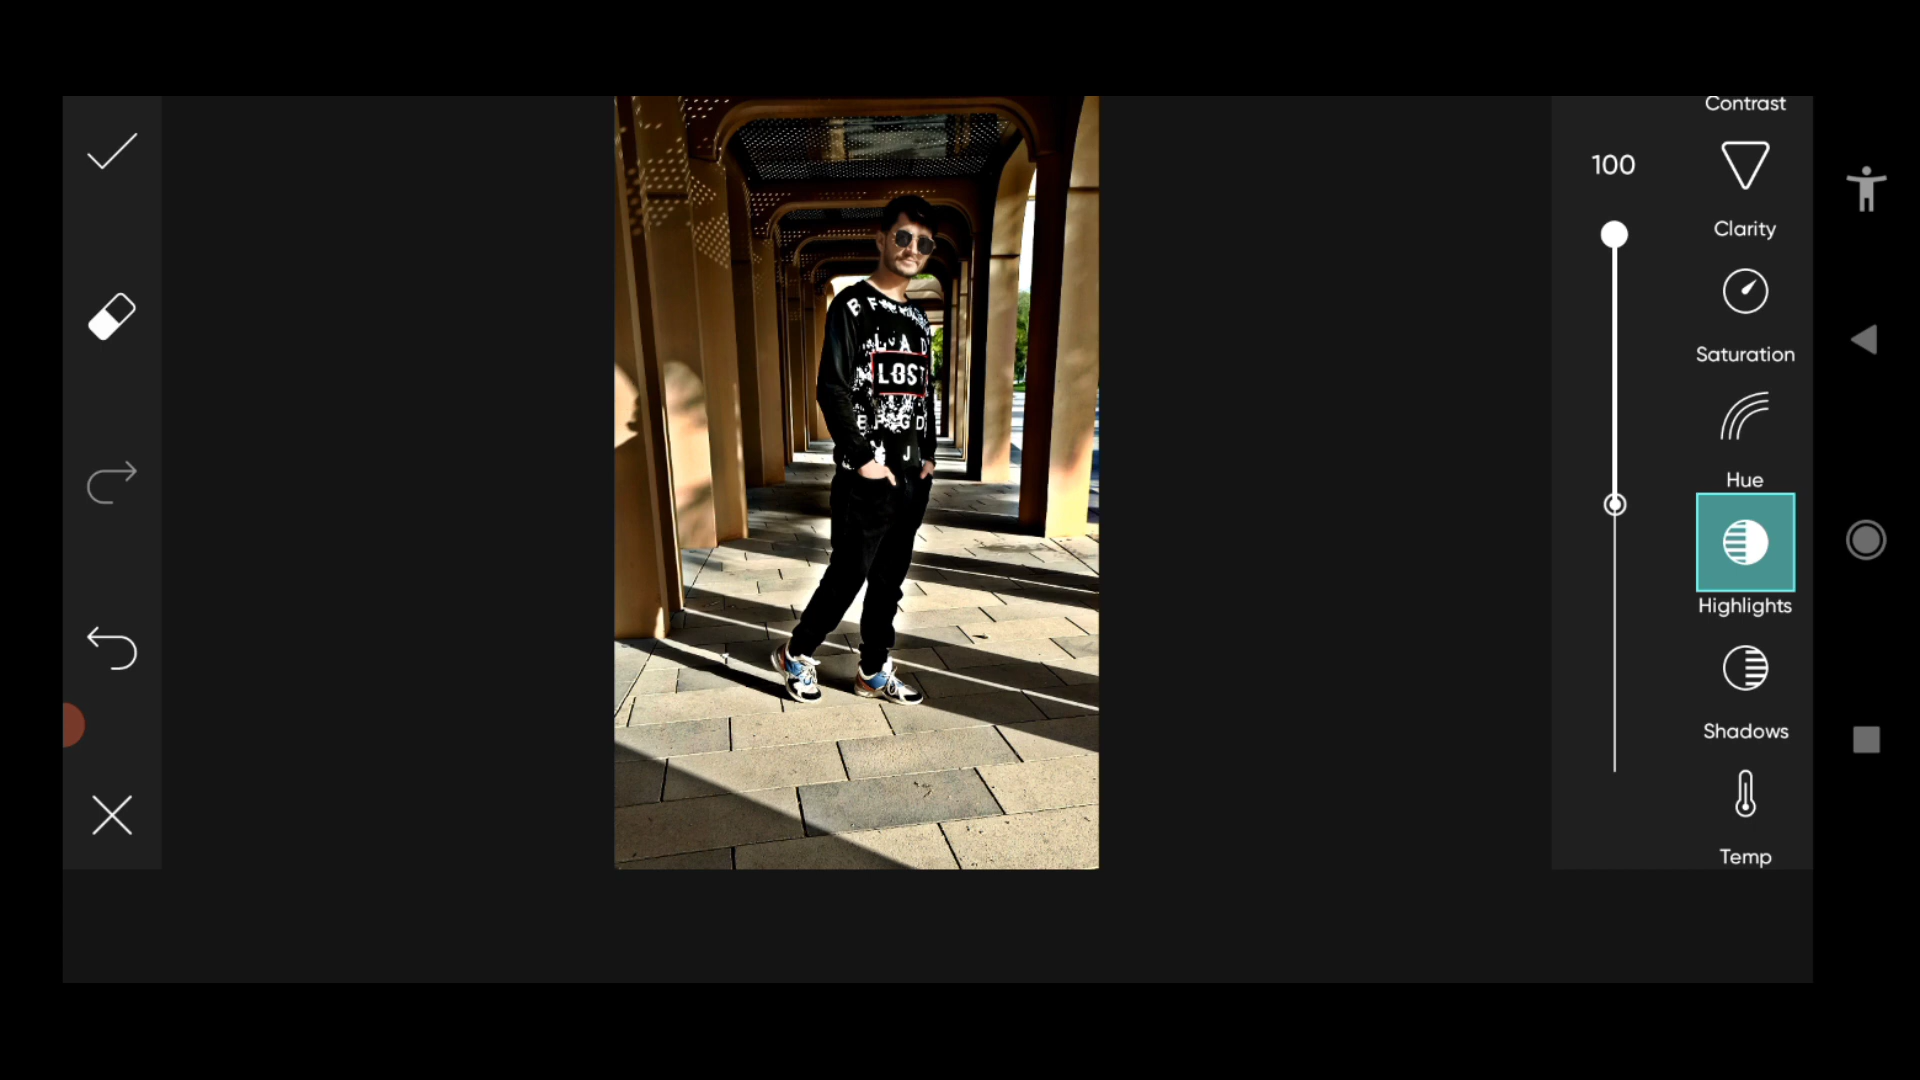 Contrast
100
Clarity
Saturation
Hue
Highlights
Shadows
Temp
B F
L A D
LOST
J